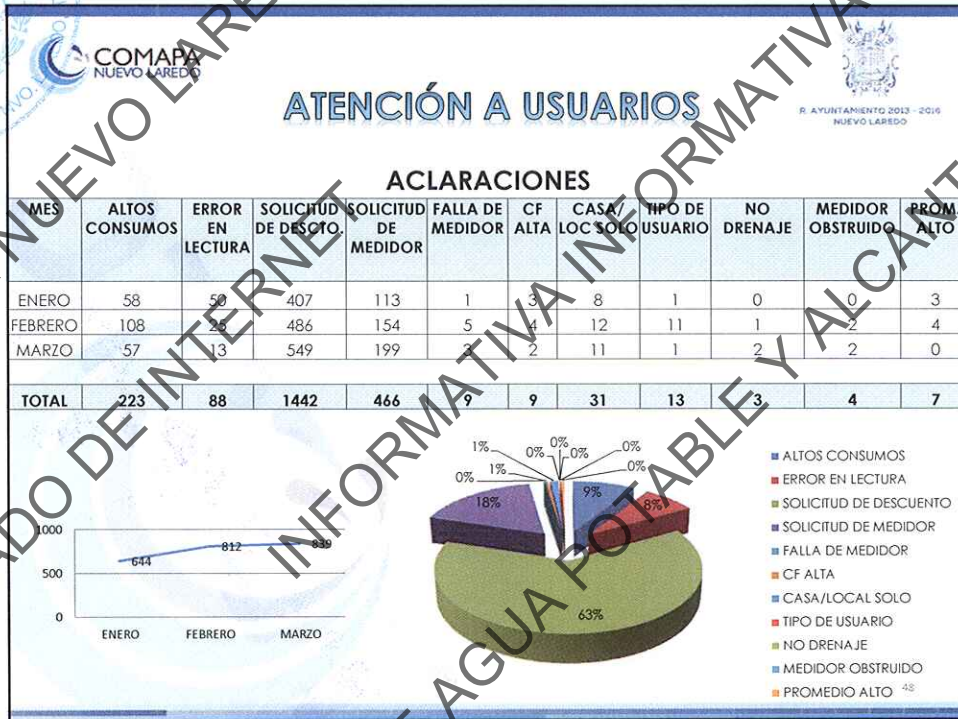 COMAPA
NUEVO LAREDO
ATENCIÓN A USUARIOS
R. AYUNTAMIENTO 2013 - 2016
NUEVO LAREDO
ACLARACIONES
MES ALTOS CONSUMOS ERROR EN LECTURA SOLICITUD DE DESCTO. SOLICITUD DE MEDIDOR FALLA DE MEDIDOR CF ALTA CASA/ LOC SOLO TIPO DE USUARIO NO DRENAJE MEDIDOR OBSTRUIDO PROM. ALTO
ENERO 58 50 407 113 1 3 8 1 0 0 3
FEBRERO 108 25 486 154 5 4 12 11 1 2 4
MARZO 57 13 549 199 3 2 11 1 2 2 0
TOTAL 223 88 1442 466 9 9 31 13 3 4 7
1000
500
0
644
812
839
ENERO FEBRERO MARZO
0%
1%
1%
0%
0%
0%
0%
0%
18%
9%
8%
63%
ALTOS CONSUMOS
ERROR EN LECTURA
SOLICITUD DE DESCUENTO
SOLICITUD DE MEDIDOR
FALLA DE MEDIDOR
CF ALTA
CASA/LOCAL SOLO
TIPO DE USUARIO
NO DRENAJE
MEDIDOR OBSTRUIDO
PROMEDIO ALTO
48
NUEVO LARE
ADO DE INTERNET
INFORMATIVA INFORMATIVA
E AGUA POTABLE Y ALCANT